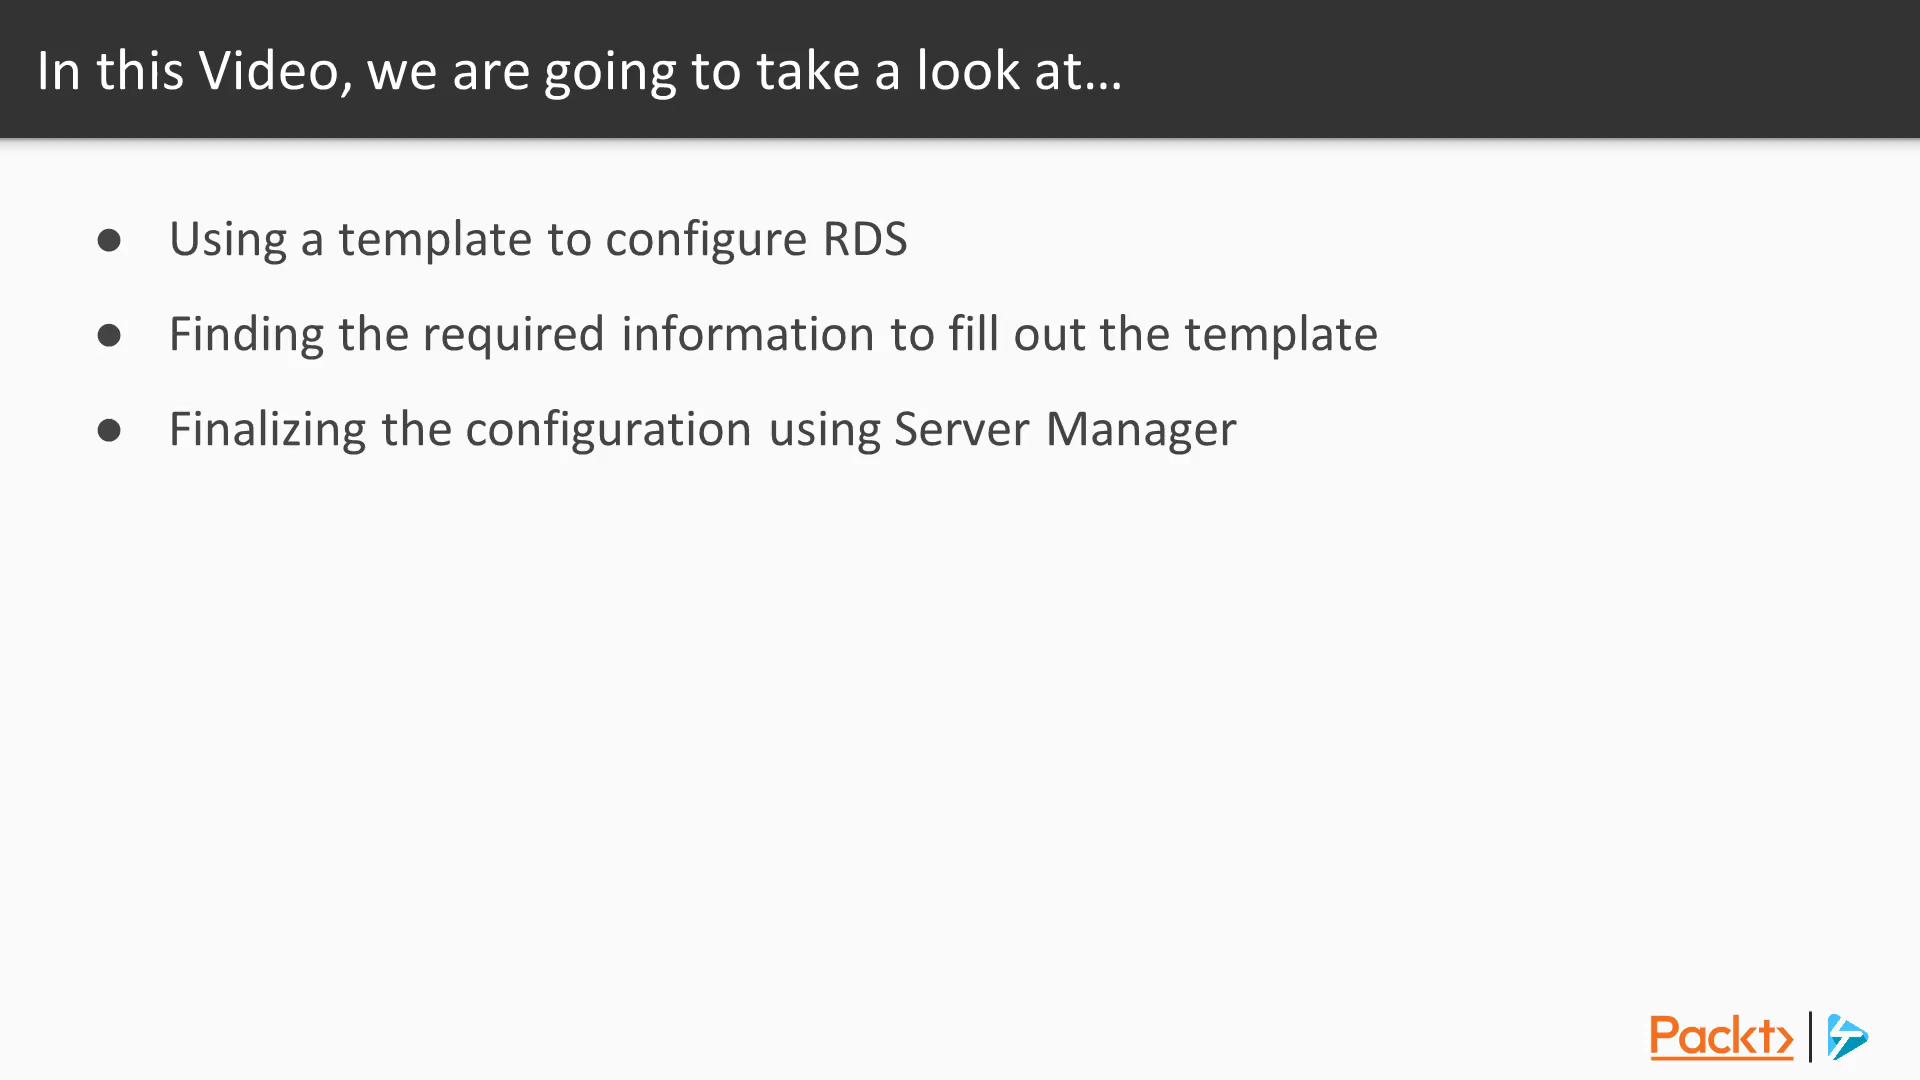 In this Video, we are going to take a look at...
● Using a template to configure RDS
● Finding the required information to fill out the template
● Finalizing the configuration using Server Manager
Packt>